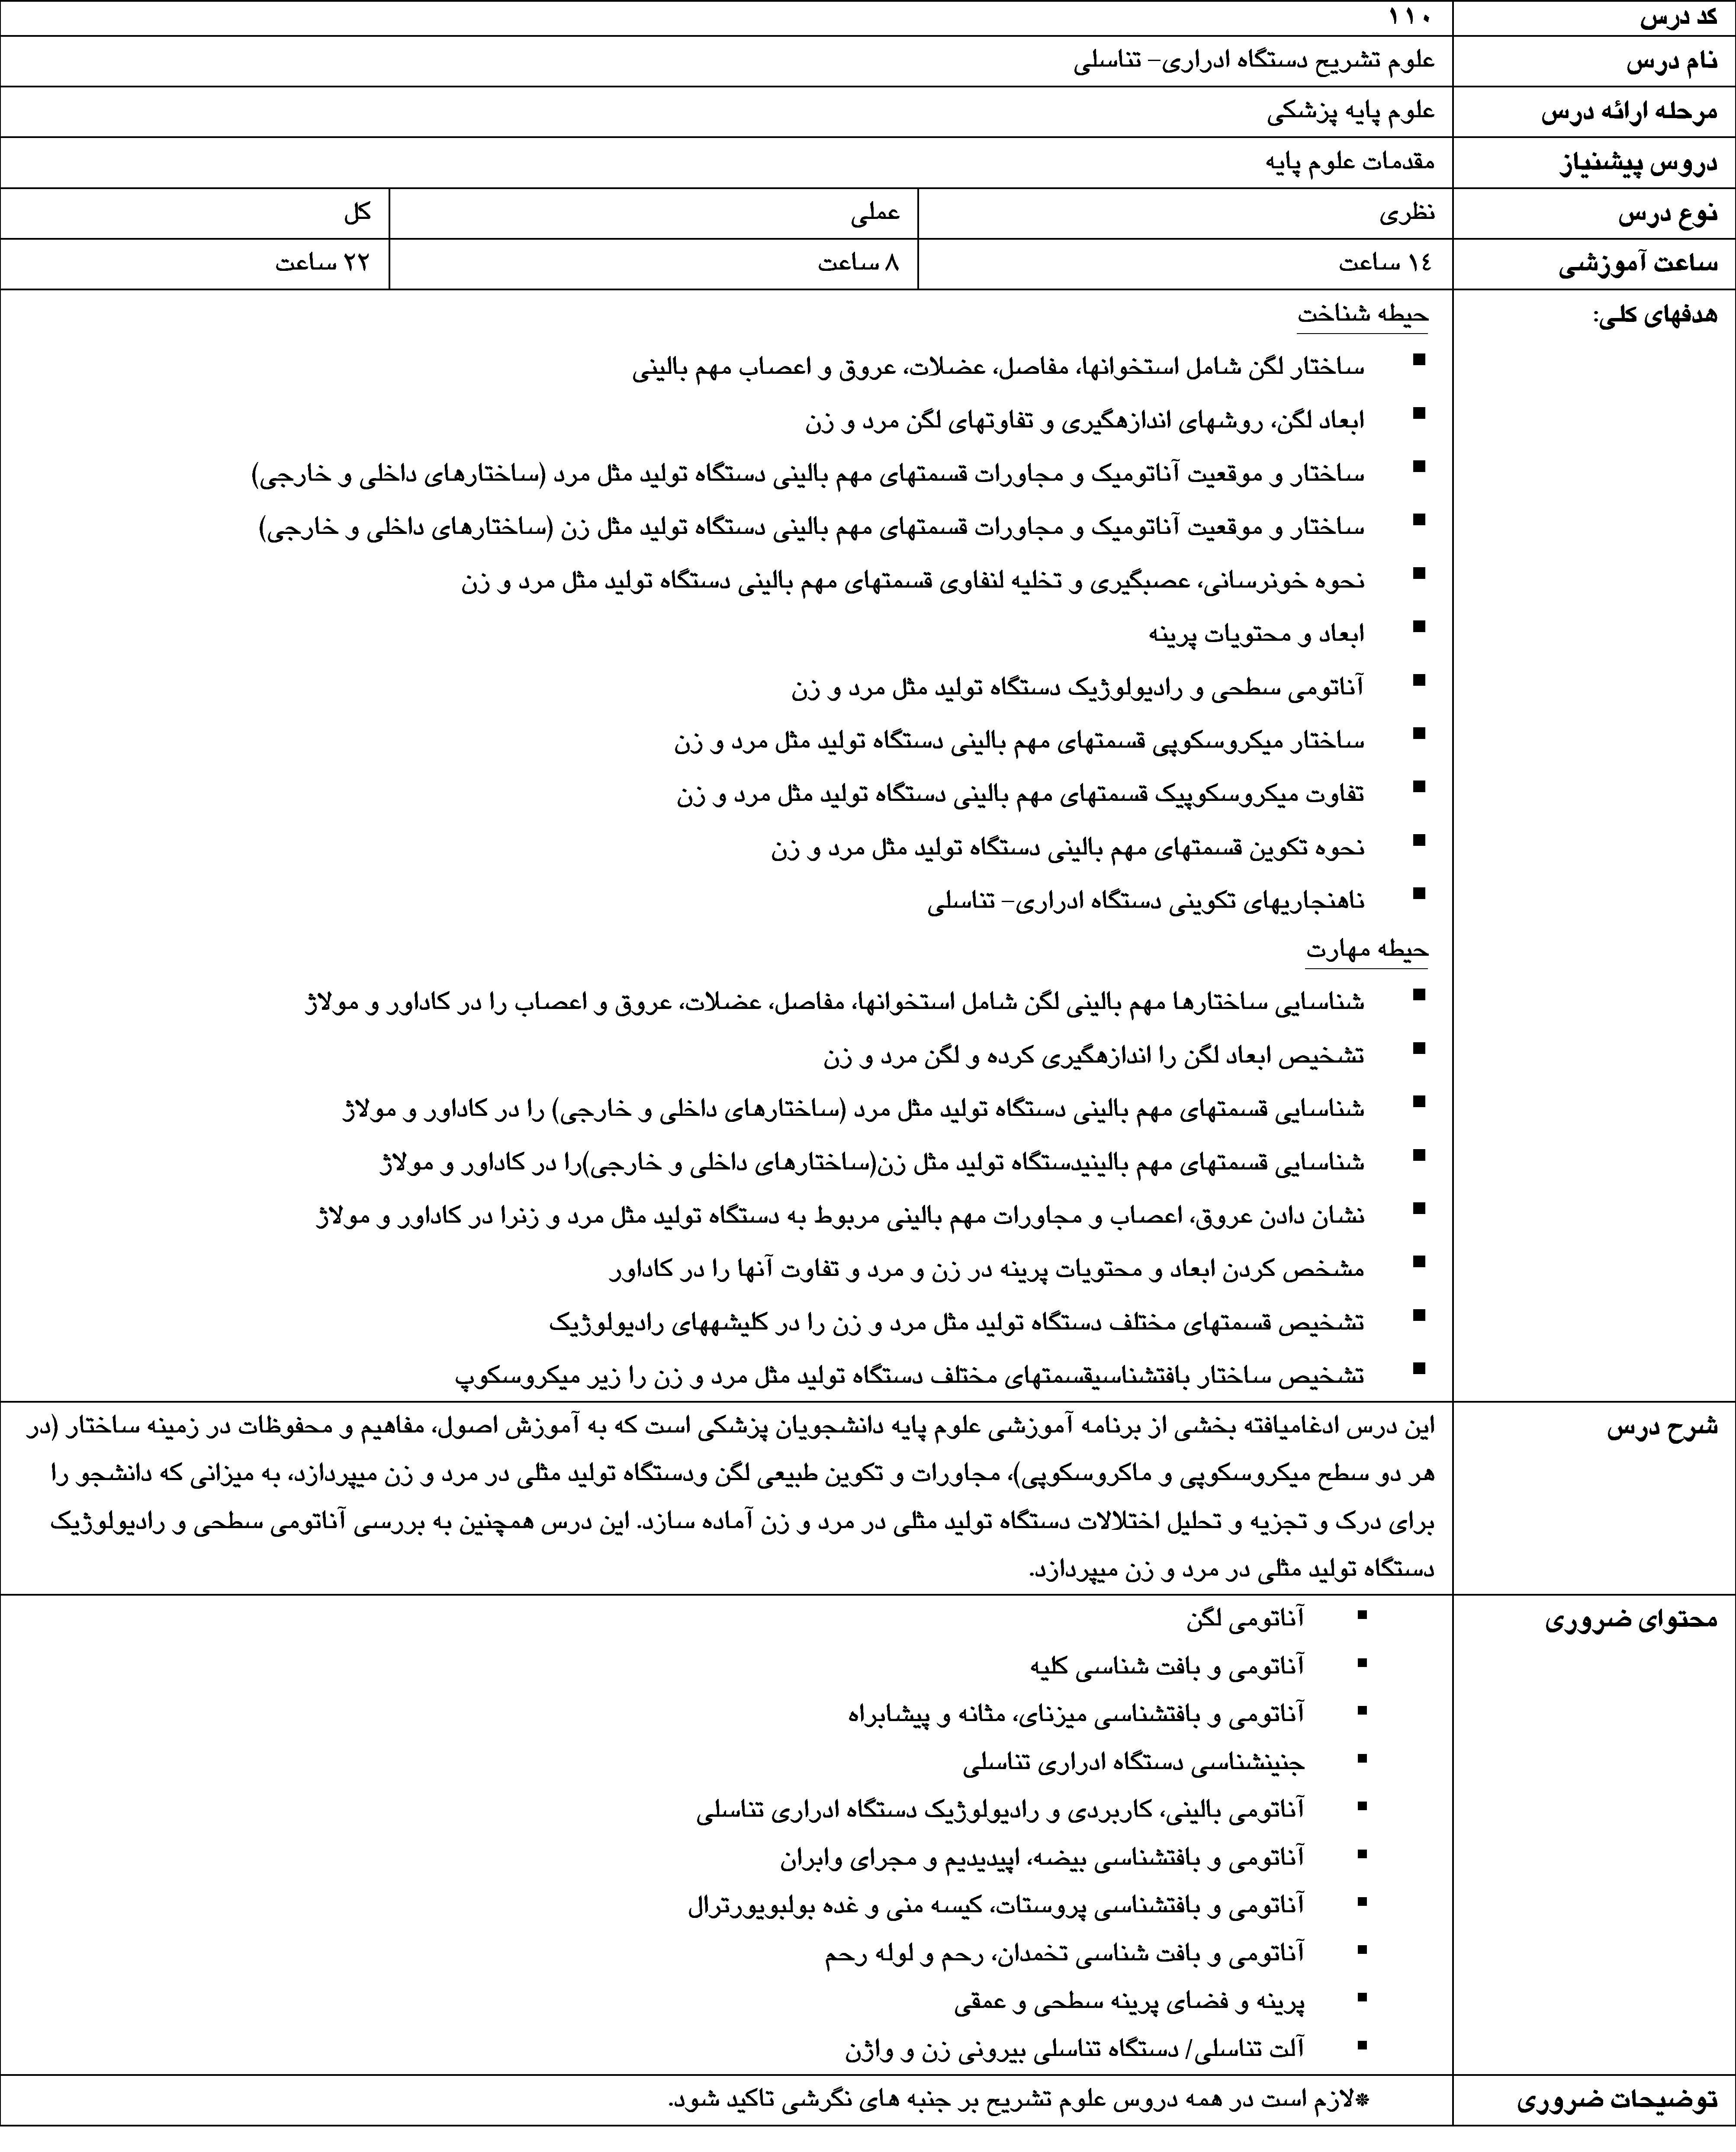 کد درس ۱۱۰
نام درس علوم تشریح دستگاه ادراری- تناسلی
مرحله ارائه درس علوم پایه پزشکی
دروس پیشنیاز مقدمات علوم پایه
نوع درس نظری عملی کل
ساعت آموزشی ١٤ ساعت ۸ ساعت ۲۲ ساعت
هدفهای کلی: حیطه شناخت
▪ ساختار لگن شامل استخوانها، مفاصل، عضلات، عروق و اعصاب مهم بالینی
▪ ابعاد لگن، روشهای اندازهگیری و تفاوتهای لگن مرد و زن
▪ ساختار و موقعیت آناتومیک و مجاورات قسمتهای مهم بالینی دستگاه تولید مثل مرد (ساختارهای داخلی و خارجی)
▪ ساختار و موقعیت آناتومیک و مجاورات قسمتهای مهم بالینی دستگاه تولید مثل زن (ساختارهای داخلی و خارجی)
▪ نحوه خونرسانی، عصبگیری و تخلیه لنفاوی قسمتهای مهم بالینی دستگاه تولید مثل مرد و زن
▪ ابعاد و محتویات پرینه
▪ آناتومی سطحی و رادیولوژیک دستگاه تولید مثل مرد و زن
▪ ساختار میکروسکوپی قسمتهای مهم بالینی دستگاه تولید مثل مرد و زن
▪ تفاوت میکروسکوپیک قسمتهای مهم بالینی دستگاه تولید مثل مرد و زن
▪ نحوه تکوین قسمتهای مهم بالینی دستگاه تولید مثل مرد و زن
▪ ناهنجاریهای تکوینی دستگاه ادراری- تناسلی
حیطه مهارت
▪ شناسایی ساختارها مهم بالینی لگن شامل استخوانها، مفاصل، عضلات، عروق و اعصاب را در کاداور و مولاژ
▪ تشخیص ابعاد لگن را اندازهگیری کرده و لگن مرد و زن
▪ شناسایی قسمتهای مهم بالینی دستگاه تولید مثل مرد (ساختارهای داخلی و خارجی) را در کاداور و مولاژ
▪ شناسایی قسمتهای مهم بالینیدستگاه تولید مثل زن(ساختارهای داخلی و خارجی)را در کاداور و مولاژ
▪ نشان دادن عروق، اعصاب و مجاورات مهم بالینی مربوط به دستگاه تولید مثل مرد و زنرا در کاداور و مولاژ
▪ مشخص کردن ابعاد و محتویات پرینه در زن و مرد و تفاوت آنها را در کاداور
▪ تشخیص قسمتهای مختلف دستگاه تولید مثل مرد و زن را در کلیشههای رادیولوژیک
▪ تشخیص ساختار بافتشناسیقسمتهای مختلف دستگاه تولید مثل مرد و زن را زیر میکروسکوپ
شرح درس این درس ادغامیافته بخشی از برنامه آموزشی علوم پایه دانشجویان پزشکی است که به آموزش اصول، مفاهیم و محفوظات در زمینه ساختار (در
هر دو سطح میکروسکوپی و ماکروسکوپی)، مجاورات و تکوین طبیعی لگن ودستگاه تولید مثلی در مرد و زن میپردازد، به میزانی که دانشجو را
برای درک و تجزیه و تحلیل اختلالات دستگاه تولید مثلی در مرد و زن آماده سازد. این درس همچنین به بررسی آناتومی سطحی و رادیولوژیک
دستگاه تولید مثلی در مرد و زن میپردازد.
محتوای ضروری ▪ آناتومی لگن
▪ آناتومی و بافت شناسی کلیه
▪ آناتومی و بافتشناسی میزنای، مثانه و پیشابراه
▪ جنینشناسی دستگاه ادراری تناسلی
▪ آناتومی بالینی، کاربردی و رادیولوژیک دستگاه ادراری تناسلی
▪ آناتومی و بافتشناسی بیضه، اپیدیدیم و مجرای وابران
▪ آناتومی و بافتشناسی پروستات، کیسه منی و غده بولبویورترال
▪ آناتومی و بافت شناسی تخمدان، رحم و لوله رحم
▪ پرینه و فضای پرینه سطحی و عمقی
▪ آلت تناسلی/ دستگاه تناسلی بیرونی زن و واژن
توضیحات ضروری *لازم است در همه دروس علوم تشریح بر جنبه های نگرشی تاکید شود.